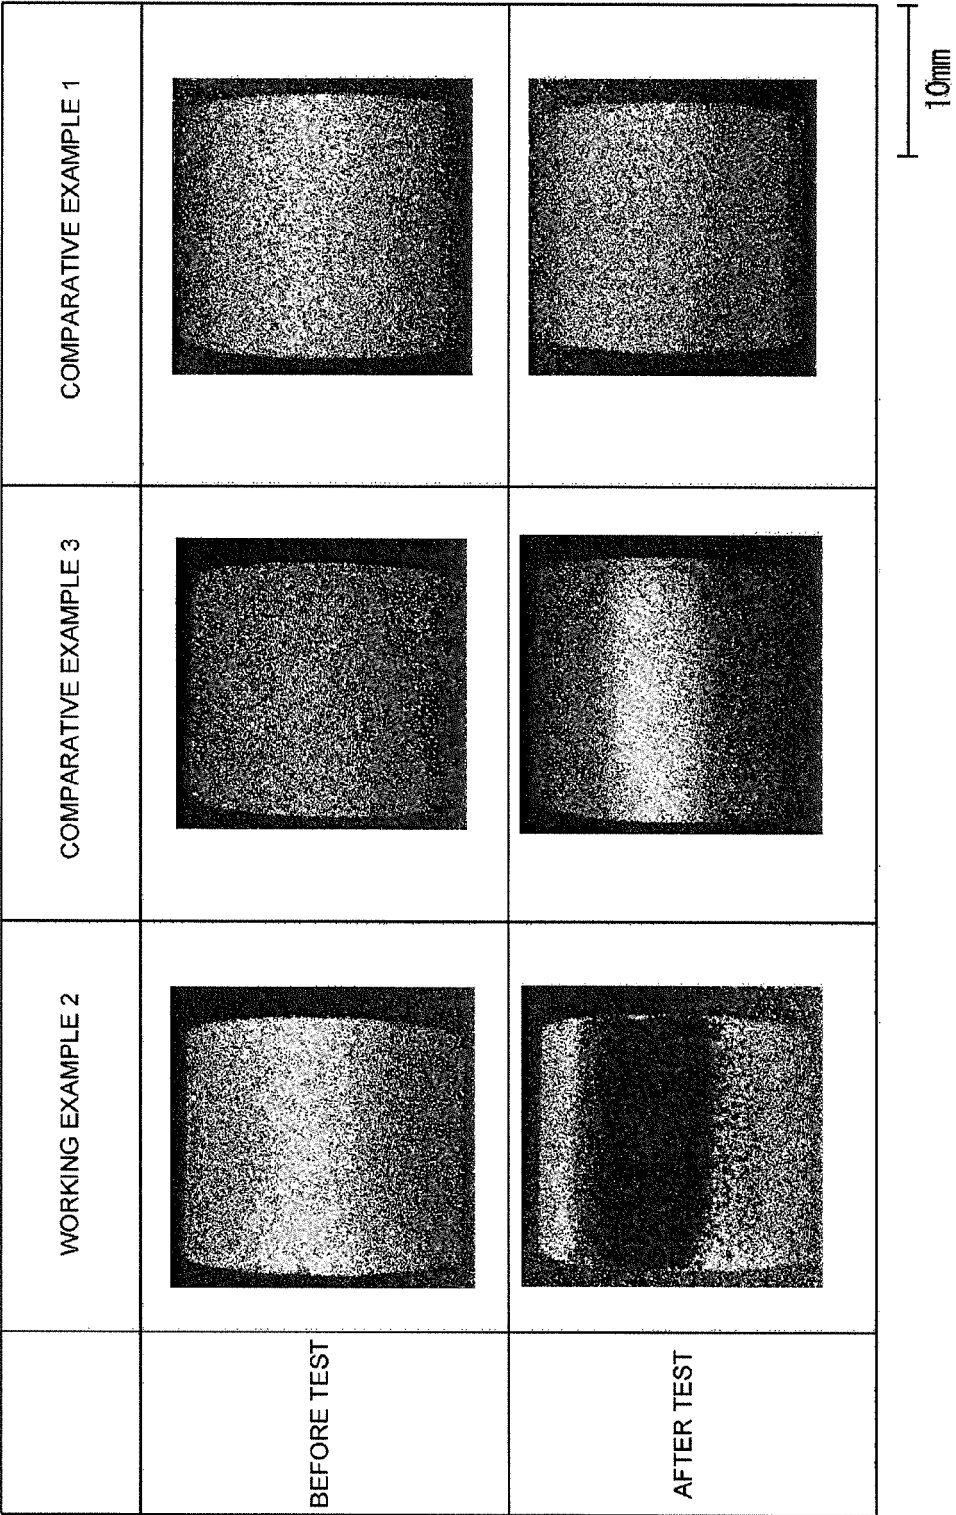 WORKING EXAMPLE 2
COMPARATIVE EXAMPLE 3
COMPARATIVE EXAMPLE 1
BEFORE TEST
AFTER TEST
10mm